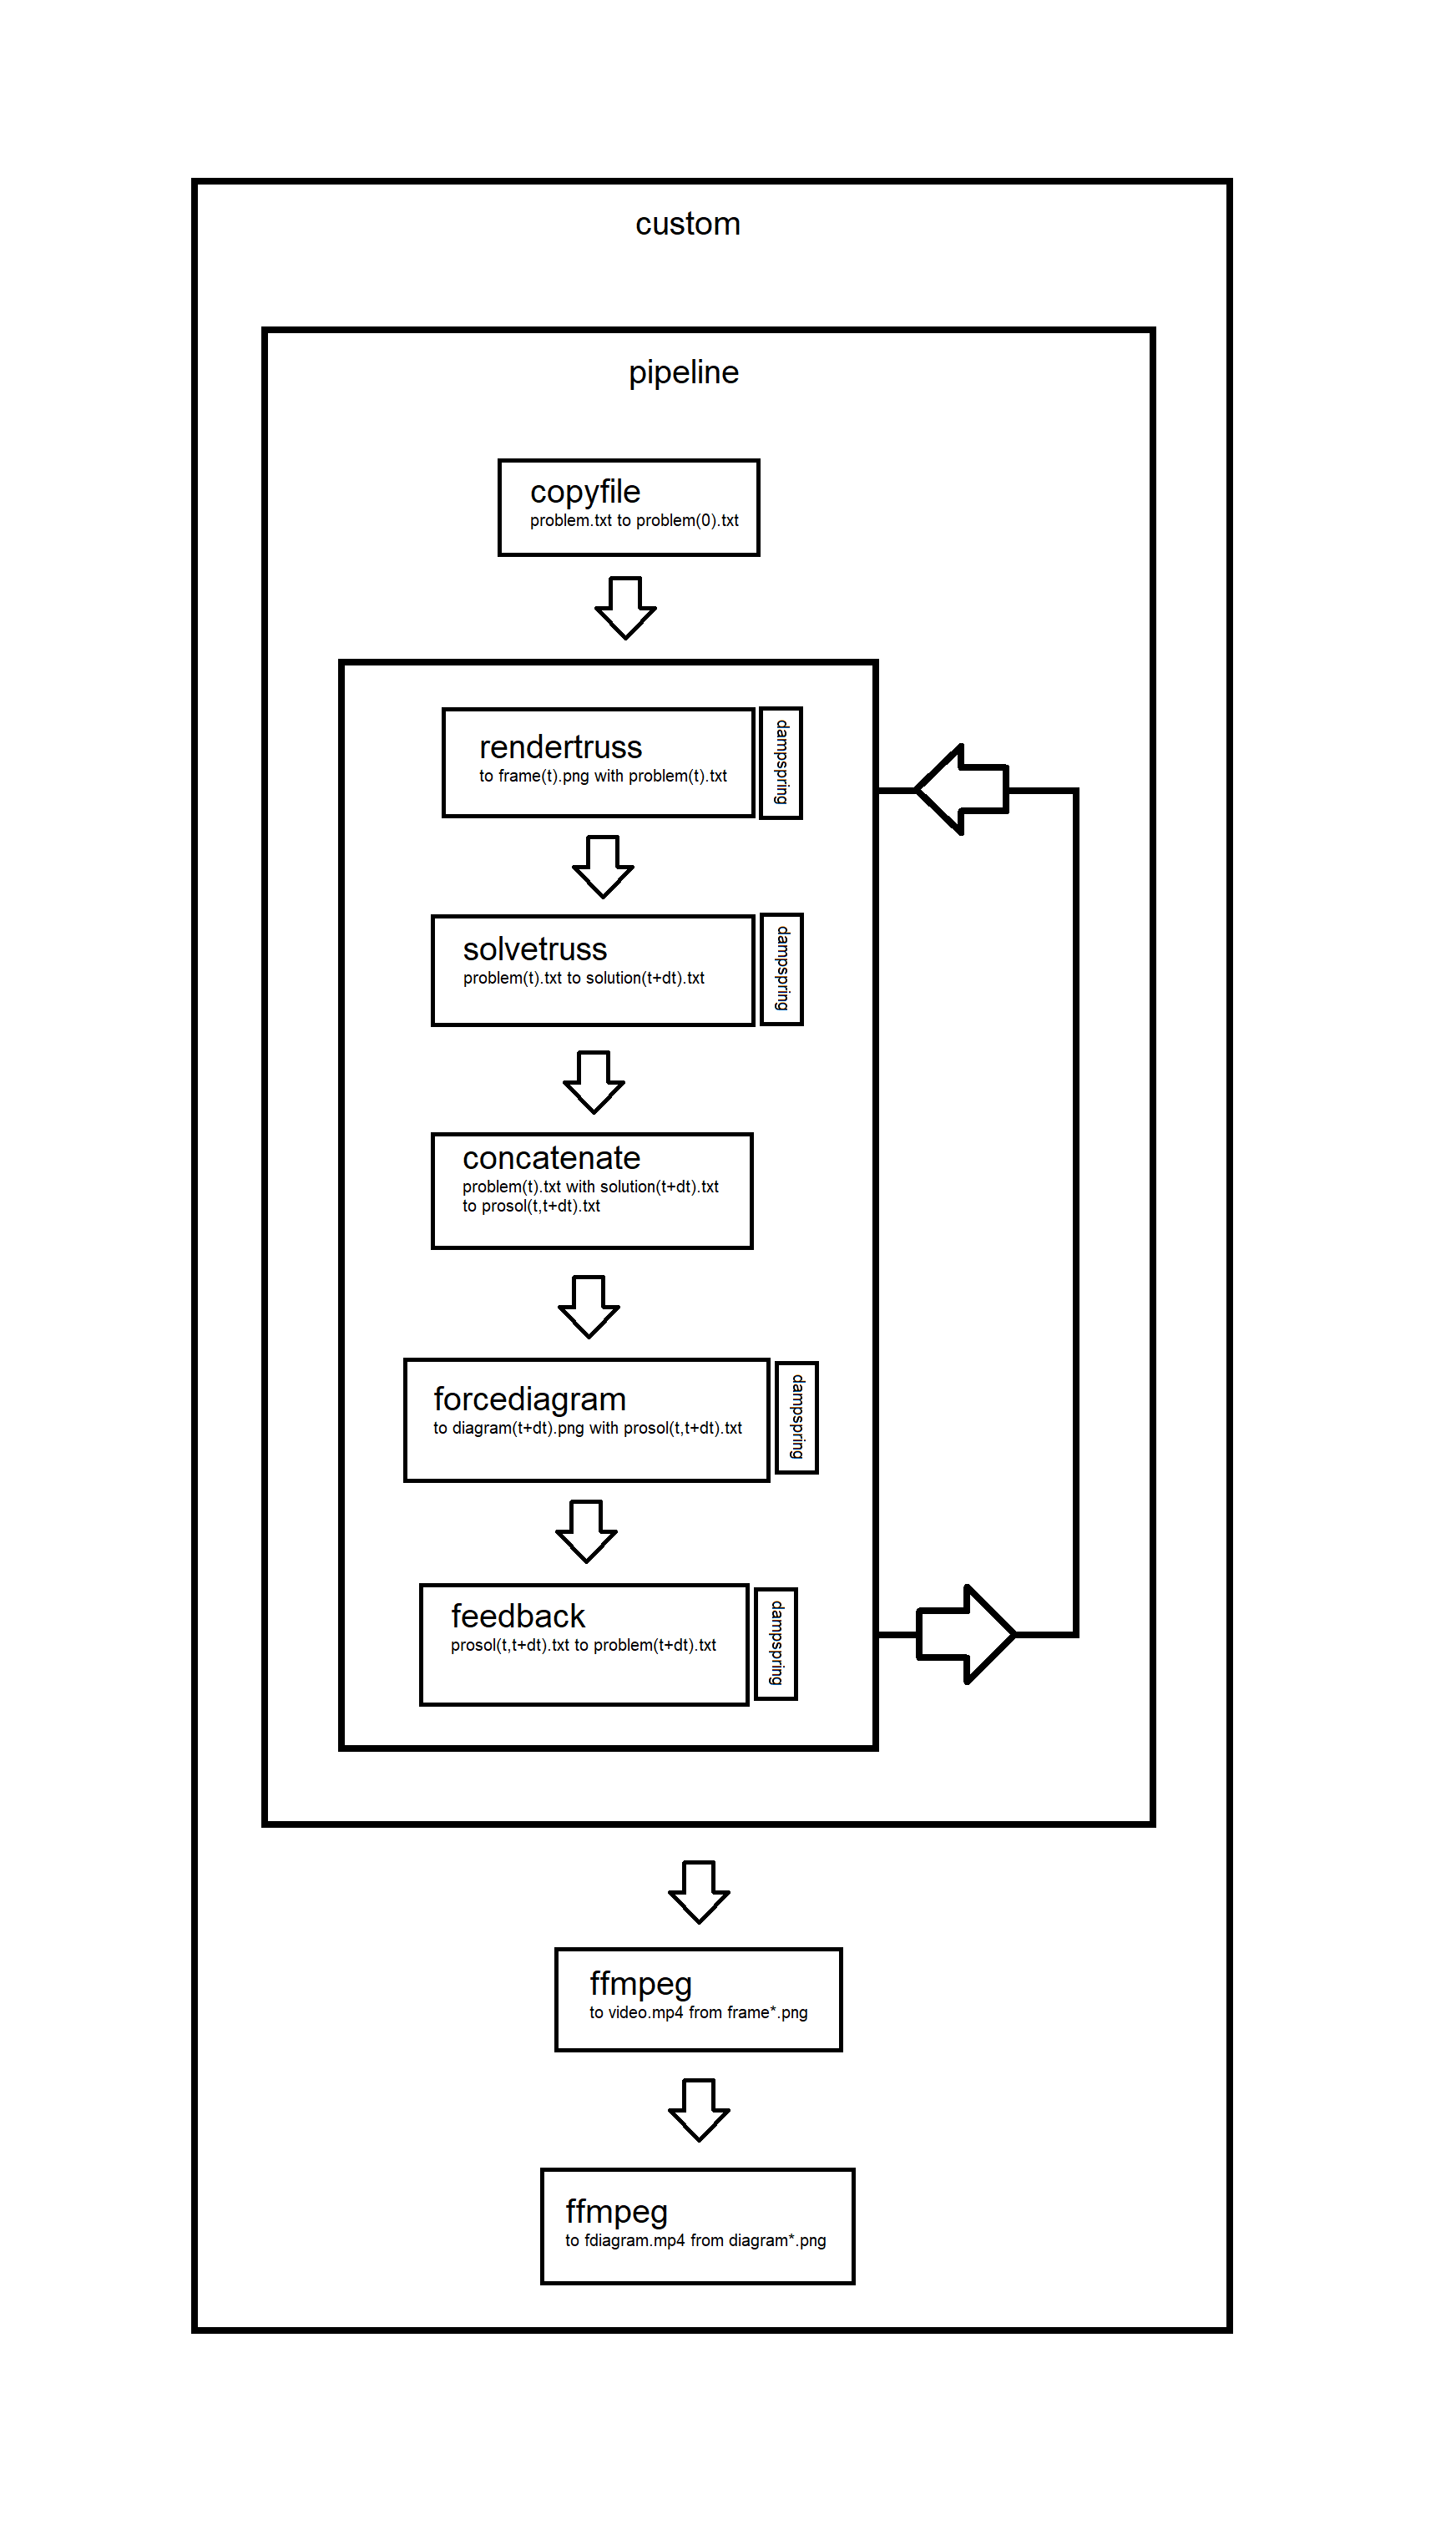 custom
pipeline
copyfile
problem.txt to problem(0).txt
rendertruss
to frame(t).png with problem(t).txt
dampspring
solvetruss
problem(t).txt to solution(t+dt).txt
dampspring
concatenate
problem(t).txt with solution(t+dt).txt
to prosol(t,t+dt).txt
forcediagram
to diagram(t+dt).png with prosol(t,t+dt).txt
dampspring
feedback
prosol(t,t+dt).txt to problem(t+dt).txt
dampspring
ffmpeg
to video.mp4 from frame*.png
ffmpeg
to fdiagram.mp4 from diagram*.png